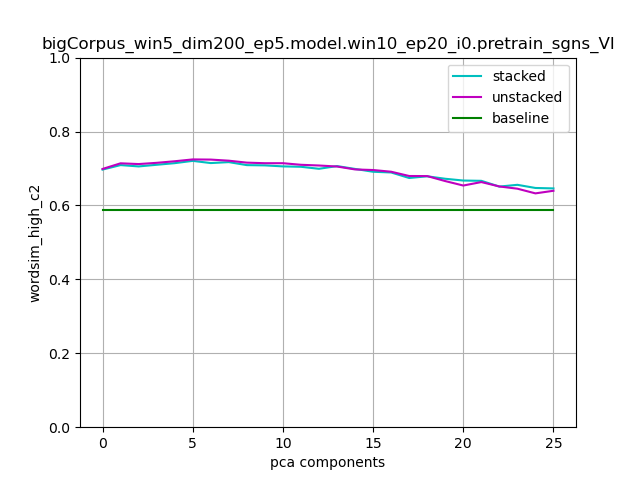 bigCorpus_win5_dim200_ep5.model.win10_ep20_i0.pretrain_sgns_VI
1.0
0.8
0.6
0.4
0.2
0.0
wordsim_high_c2
stacked
unstacked
baseline
0 5 10 15 20 25
pca components